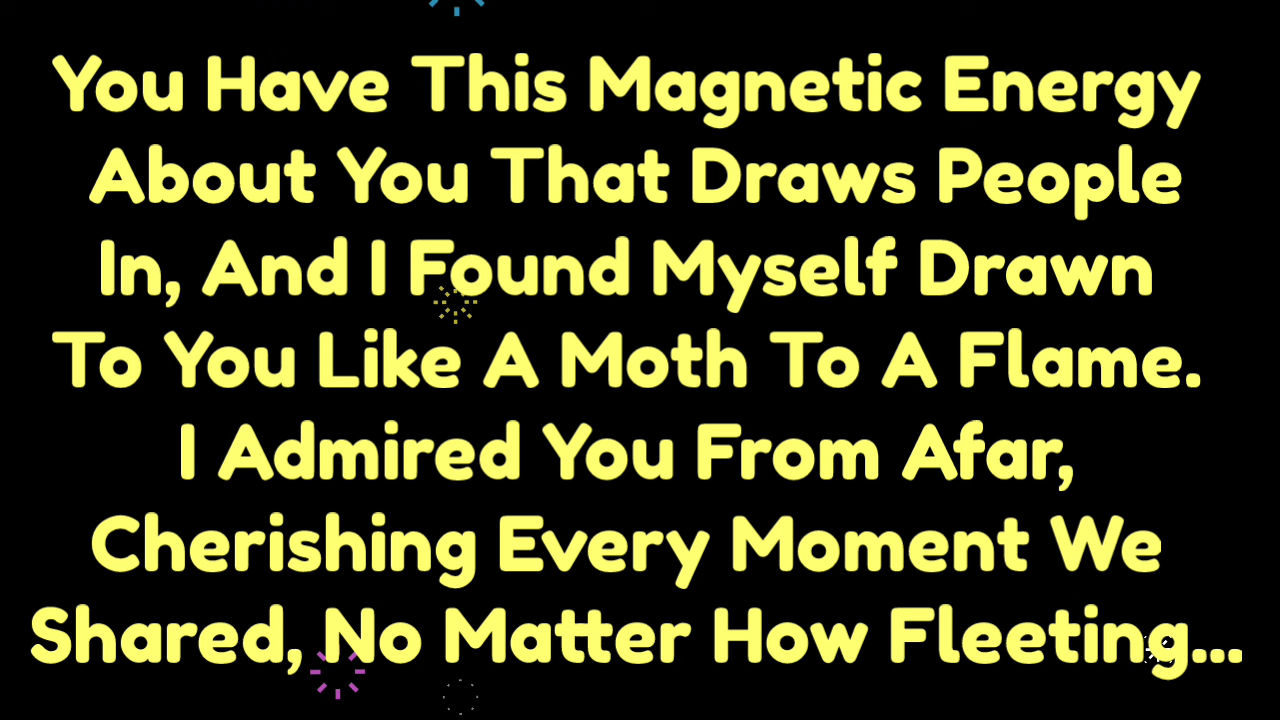 You Have This Magnetic Energy
About You That Draws People
In, And I Found Myself Drawn
To You Like A Moth To A Flame.
I Admired You From Afar,
Cherishing Every Moment We
Shared, No Matter How Fleeting...